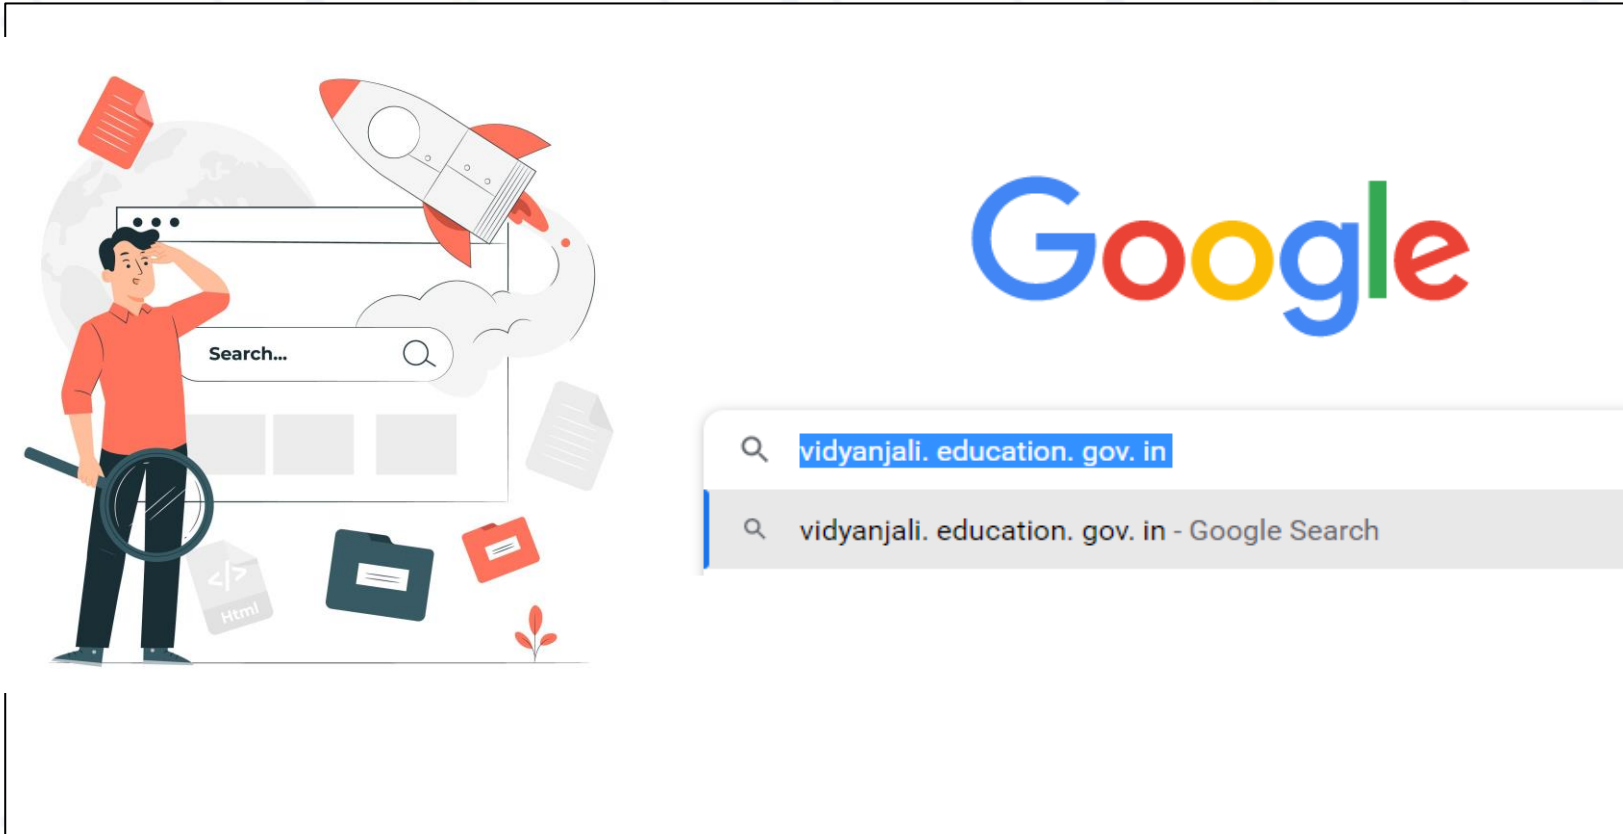 Google
Search...
vidyanjali. education. gov. in
vidyanjali. education. gov. in - Google Search
</>
Html